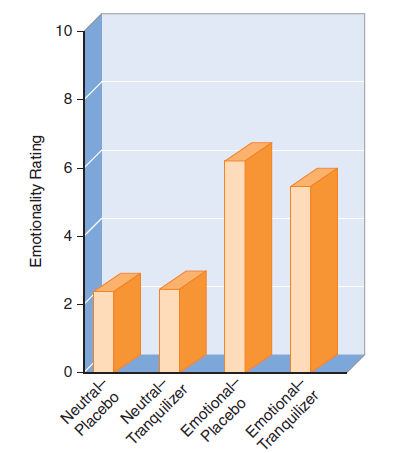 Emotionality Rating
10
8
6
4
2
0
Neutral–
Placebo
Neutral–
Tranquilizer
Emotional–
Placebo
Emotional–
Tranquilizer